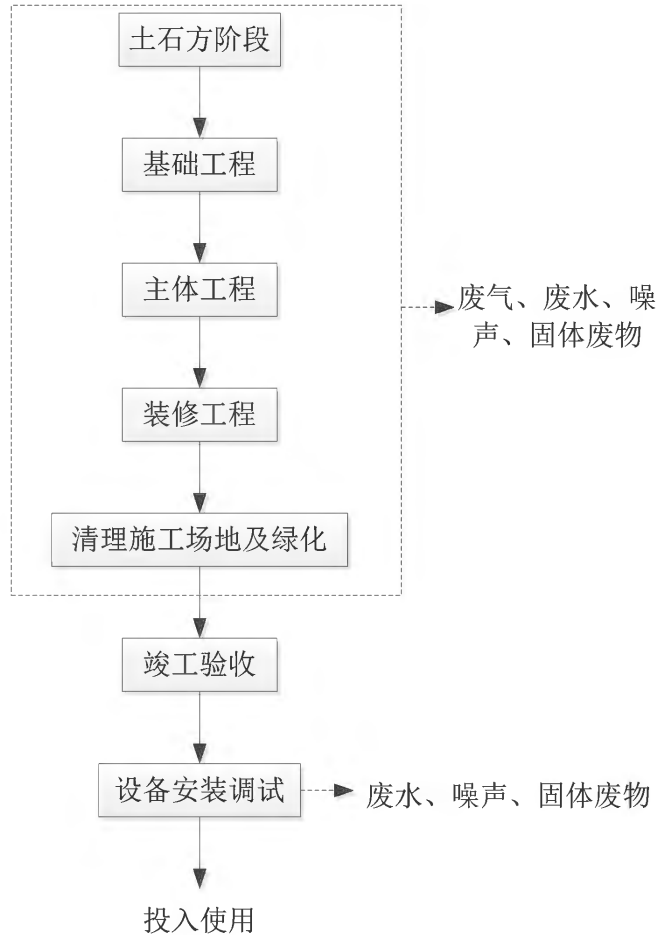 土石方阶段
基础工程
主体工程
废气、废水、噪
声、固体废物
装修工程
清理施工场地及绿化
竣工验收
设备安装调试
废水、噪声、固体废物
投入使用